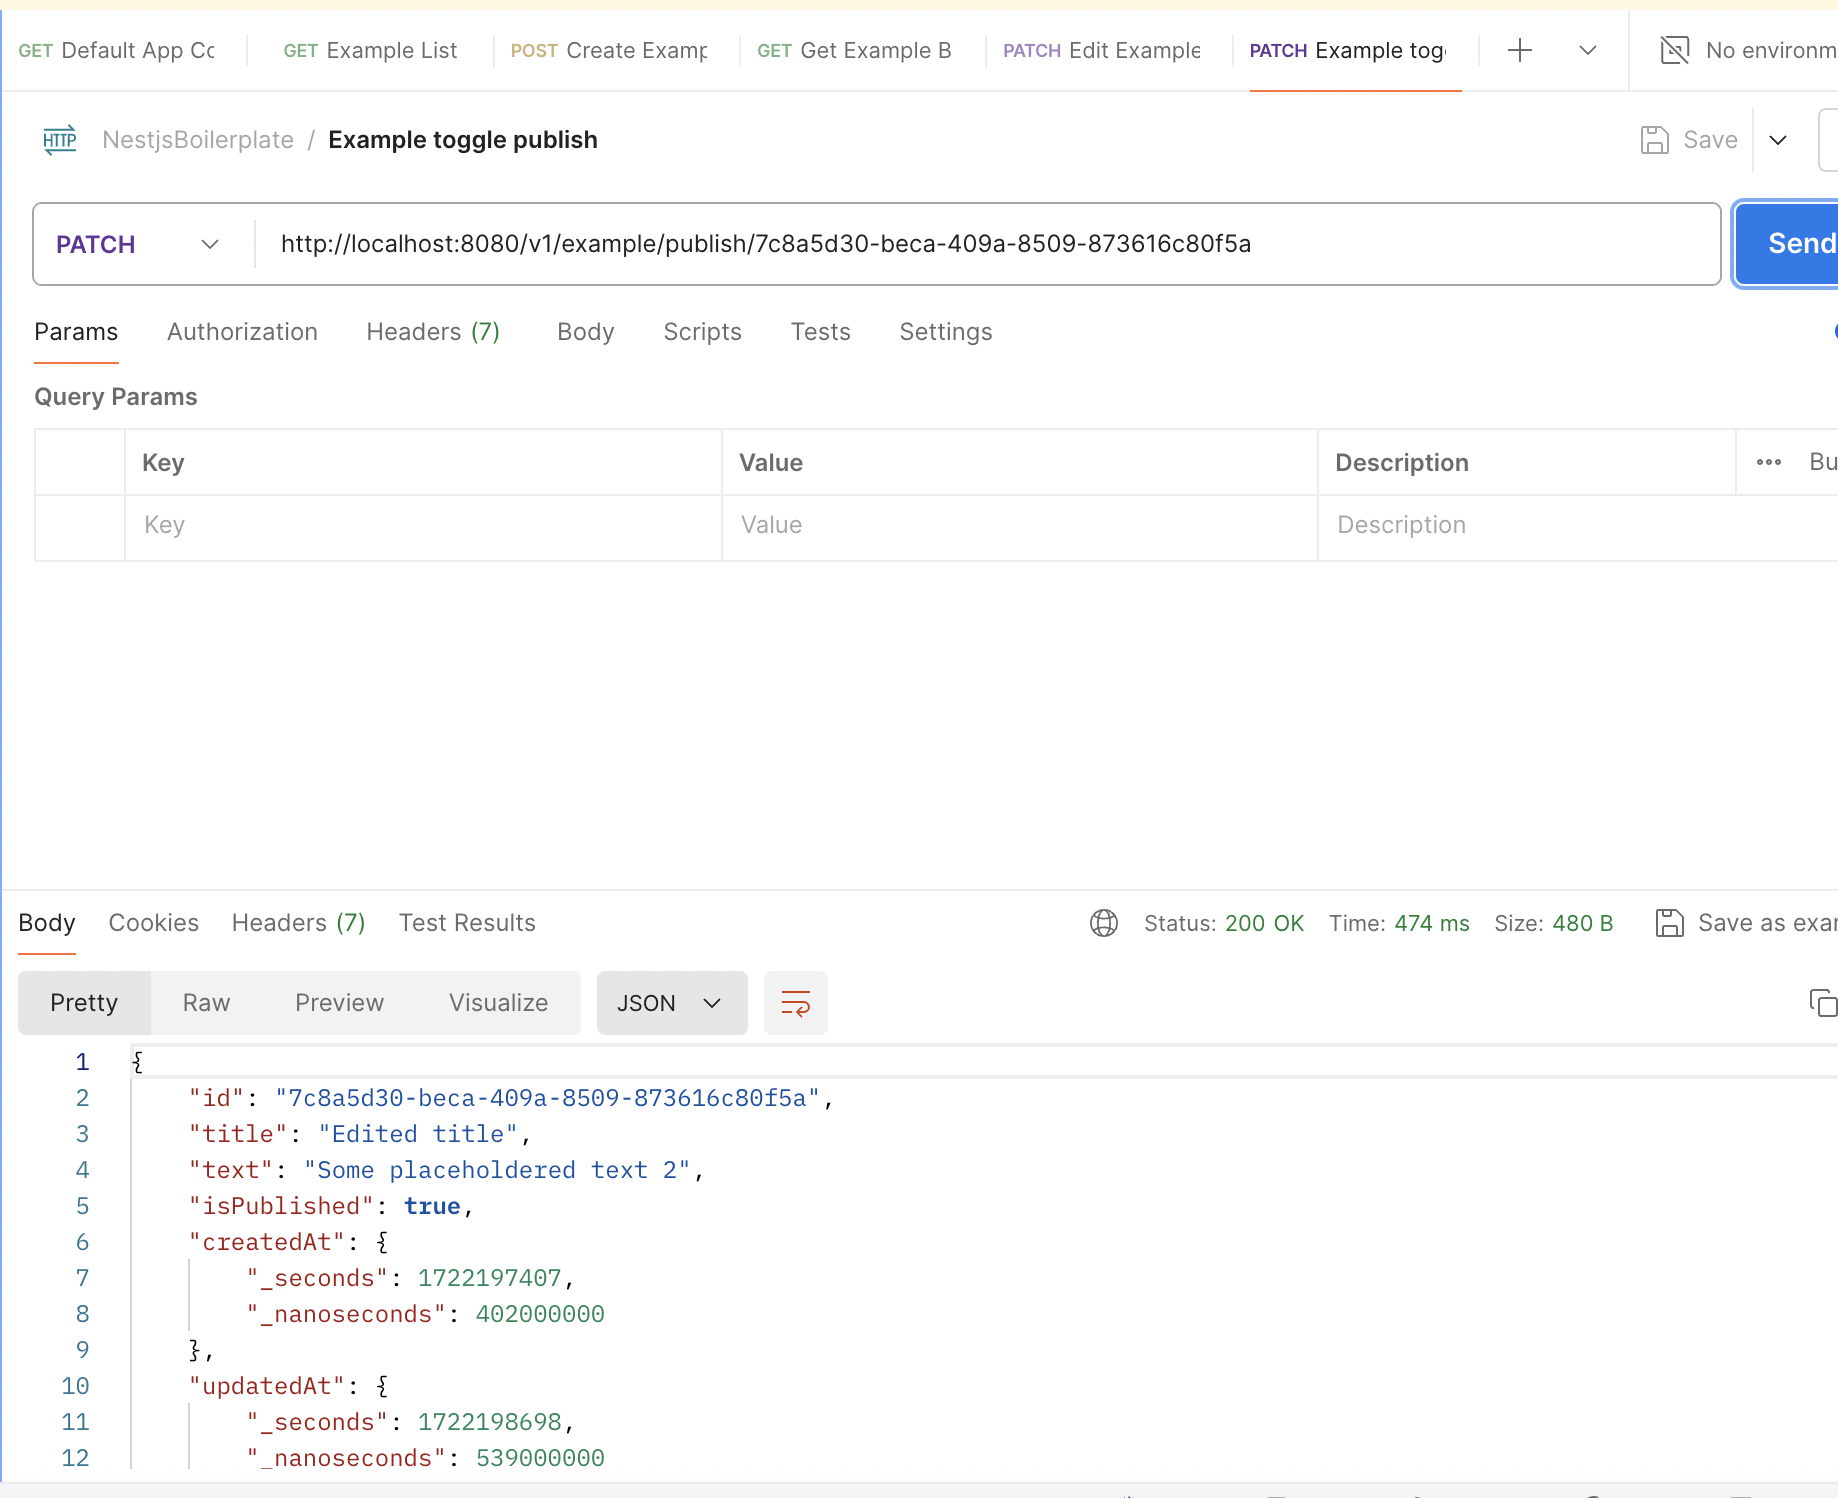 GET Default App Co GET Example List POST Create Examp GET Get Example B PATCH Edit Example PATCH Example tog No environm
HTTP NestjsBoilerplate / Example toggle publish Save
PATCH http://localhost:8080/v1/example/publish/7c8a5d30-beca-409a-8509-873616c80f5a Send
Params Authorization Headers (7) Body Scripts Tests Settings
Query Params
Key Value Description Bu
Key Value Description
Body Cookies Headers (7) Test Results Status: 200 OK Time: 474 ms Size: 480 B Save as exa
Pretty Raw Preview Visualize JSON
1 {
2 "id": "7c8a5d30-beca-409a-8509-873616c80f5a",
3 "title": "Edited title",
4 "text": "Some placeholdered text 2",
5 "isPublished": true,
6 "createdAt": {
7 "_seconds": 1722197407,
8 "_nanoseconds": 402000000
9 },
10 "updatedAt": {
11 "_seconds": 1722198698,
12 "_nanoseconds": 539000000